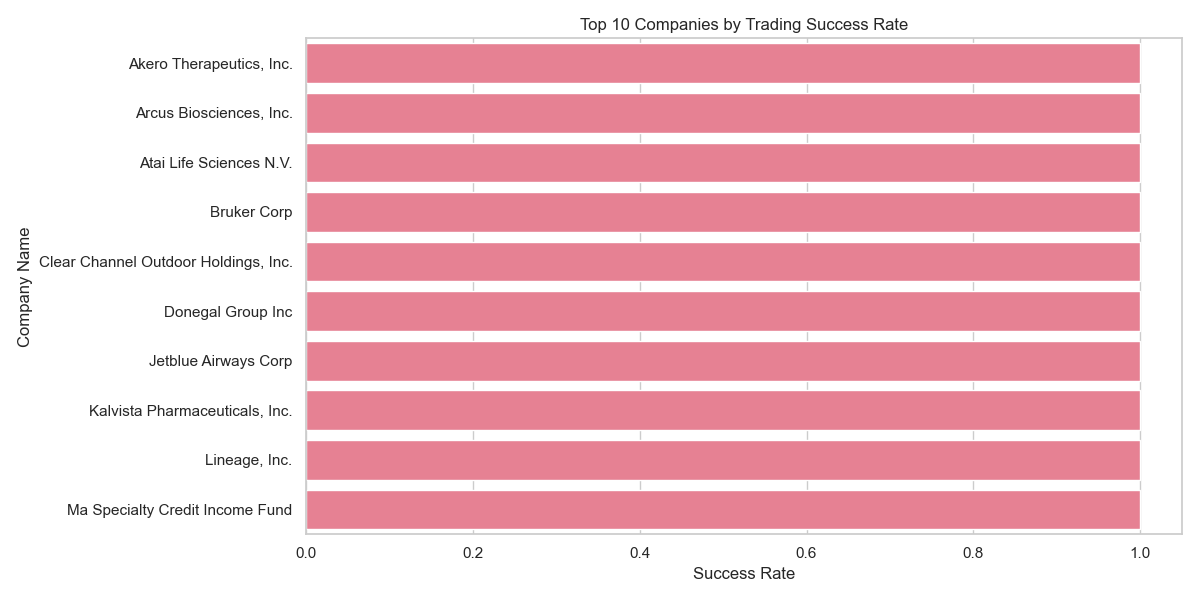 Top 10 Companies by Trading Success Rate
Company Name
Akero Therapeutics, Inc.
Arcus Biosciences, Inc.
Atai Life Sciences N.V.
Bruker Corp
Clear Channel Outdoor Holdings, Inc.
Donegal Group Inc
Jetblue Airways Corp
Kalvista Pharmaceuticals, Inc.
Lineage, Inc.
Ma Specialty Credit Income Fund
0.0 0.2 0.4 0.6 0.8 1.0
Success Rate